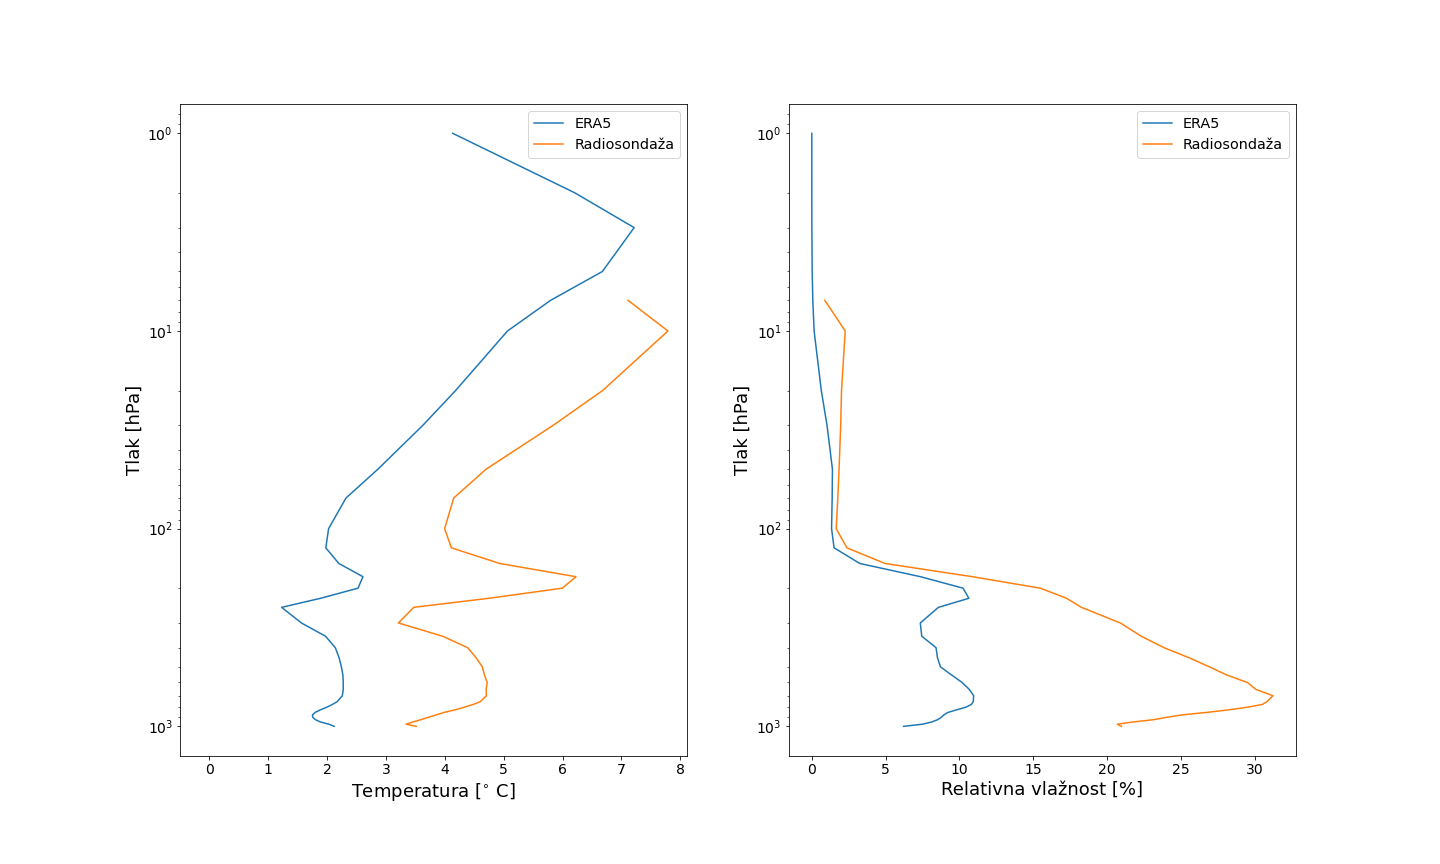 ERA5
Radiosondaža
10⁰
10¹
10²
10³
Tlak [hPa]
0 1 2 3 4 5 6 7 8
Temperatura [° C]
ERA5
Radiosondaža
10⁰
10¹
10²
10³
Tlak [hPa]
0 5 10 15 20 25 30
Relativna vlažnost [%]